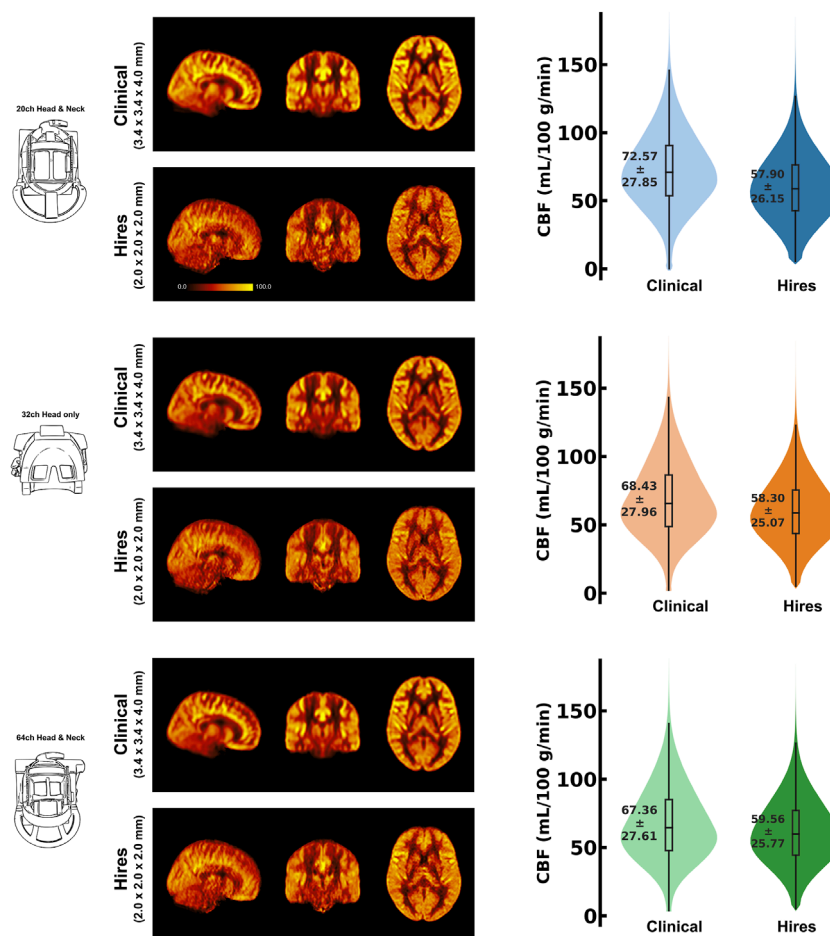 20ch Head & Neck
Clinical
(3.4 x 3.4 x 4.0 mm)
Hires
(2.0 x 2.0 x 2.0 mm)
0.0
100.0
CBF (mL/100 g/min)
150
100
50
0
72.57
±
27.85
57.90
±
26.15
Clinical
Hires
32ch Head only
Clinical
(3.4 x 3.4 x 4.0 mm)
Hires
(2.0 x 2.0 x 2.0 mm)
CBF (mL/100 g/min)
150
100
50
0
68.43
±
27.96
58.30
±
25.07
Clinical
Hires
64ch Head & Neck
Clinical
(3.4 x 3.4 x 4.0 mm)
Hires
(2.0 x 2.0 x 2.0 mm)
CBF (mL/100 g/min)
150
100
50
0
67.36
±
27.61
59.56
±
25.77
Clinical
Hires